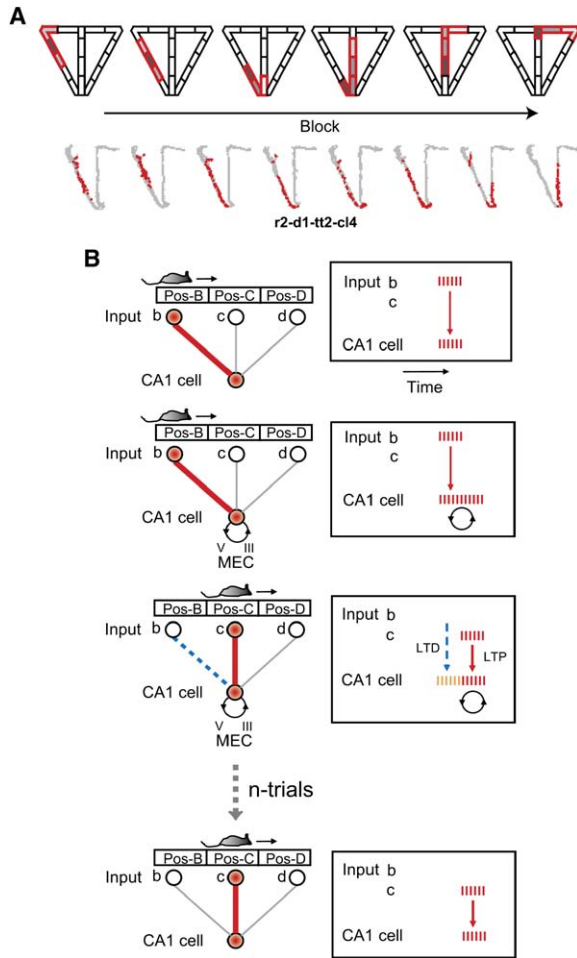 A
Block
r2-d1-tt2-cl4
B
Pos-B Pos-C Pos-D
Input b c d
CA1 cell
Input b
c
CA1 cell
Time
Pos-B Pos-C Pos-D
Input b c d
CA1 cell
V III
MEC
Input b
c
CA1 cell
Pos-B Pos-C Pos-D
Input b c d
CA1 cell
V III
MEC
Input b
c
LTD LTP
CA1 cell
n-trials
Pos-B Pos-C Pos-D
Input b c d
CA1 cell
Input b
c
CA1 cell